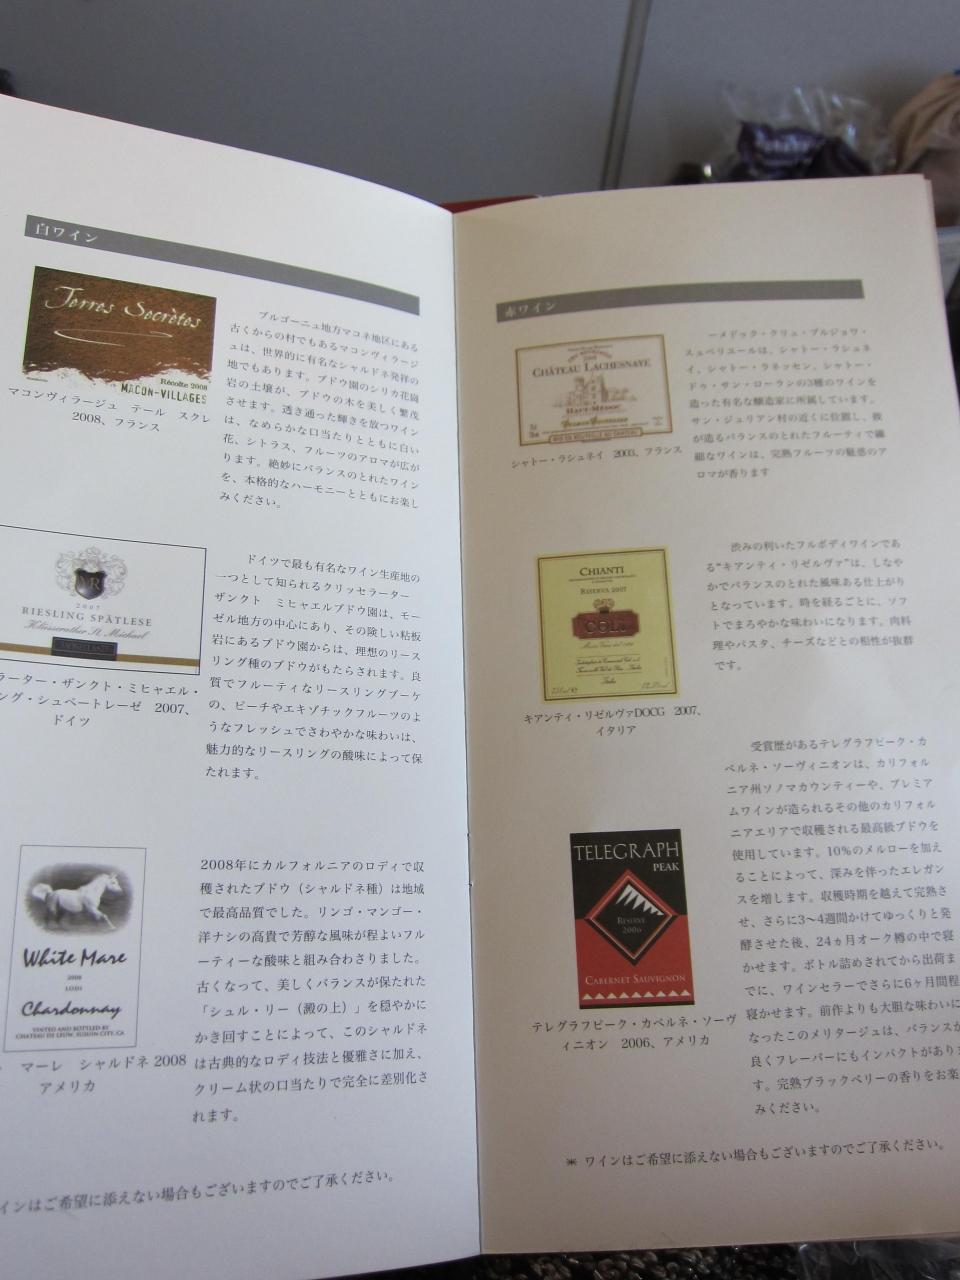 白ワイン
Terres Secrètes
Récolte 2008
MACON-VILLAGES
マコンヴィラージュ　テール　スクレ
2008、フランス
ブルゴーニュ地方マコネ地区にある
古くからの村でもあるマコンヴィラージ
ュは、世界的に有名なシャルドネ発祥の
地でもあります。ブドウ園のシリカ花崗
岩の土壌が、ブドウの木を美しく繁茂
させます。透き通った輝きを放つワイン
は、なめらかな口当たりとともに白い
花、シトラス、フルーツのアロマが広が
ります。絶妙にバランスのとれたワイン
を、本格的なハーモニーとともにお楽し
みください。
2007
RIESLING SPÄTLESE
Klüsserather St. Michael
ラーター・ザンクト・ミヒャエル・
ング・シュペートレーゼ　2007、
ドイツ
ドイツで最も有名なワイン生産地の
一つとして知られるクリッセラーター
ザンクト　ミヒャエルブドウ園は、モー
ゼル地方の中心にあり、その険しい粘板
岩にあるブドウ園からは、理想のリース
リング種のブドウがもたらされます。良
質でフルーティなリースリングブーケ
の、ピーチやエキゾチックフルーツのよ
うなフレッシュでさわやかな味わいは、
魅力的なリースリングの酸味によって保
たれます。
White Mare
2008
LODI
Chardonnay
VINTED AND BOTTLED BY
CHATEAU DE LEU, SUISUN CITY, CA
マーレ　シャルドネ 2008
アメリカ
2008年にカルフォルニアのロディで収
穫されたブドウ（シャルドネ種）は地域
で最高品質でした。リンゴ・マンゴー・
洋ナシの高貴で芳醇な風味が程よいフル
ーティーな酸味と組み合わさりました。
古くなって、美しくバランスが保たれた
「シュル・リー（澱の上）」を穏やかに
かき回すことによって、このシャルドネ
は古典的なロディ技法と優雅さに加え、
クリーム状の口当たりで完全に差別化さ
れます。
インはご希望に添えない場合もございますのでご了承ください。
赤ワイン
CHÂTEAU LACHESNAYE
HAUT-MÉDOC
MIS EN BOUTEILLE AU CHATEAU
シャトー・ラシュネイ　2003、フランス
ーメドック・クリュ・ブルジョワ・
スュペリユールは、シャトー・ラシュネ
イ、シャトー・ラネッセン、シャトー・
ドゥ・サン・ローランの3種のワインを
造った有名な醸造家に所属しています。
サン・ジュリアン村の近くに位置し、彼
が造るバランスのとれたフルーティで繊
細なワインは、完熟フルーツの魅惑のア
ロマが香ります
CHIANTI
RISERVA 2007
COLI
Italia
キアンティ・リゼルヴァDOCG　2007、
イタリア
渋みの利いたフルボディワインであ
る“キアンティ・リゼルヴァ”は、しなや
かでバランスのとれた風味ある仕上がり
となっています。時を経るごとに、ソフ
トでまろやかな味わいになります。肉料
理やパスタ、チーズなどとの相性が抜群
です。
TELEGRAPH
PEAK
RESERVE
2006
CABERNET SAUVIGNON
テレグラフピーク・カベルネ・ソーヴ
ィニオン　2006、アメリカ
受賞歴があるテレグラフピーク・カ
ベルネ・ソーヴィニオンは、カリフォル
ニア州ソノマカウンティーや、プレミア
ムワインが造られるその他のカリフォル
ニアエリアで収穫される最高級ブドウを
使用しています。10%のメルローを加え
ることによって、深みを伴ったエレガン
スを増します。収穫時期を越えて完熟さ
せ、さらに3〜4週間かけてゆっくりと発
酵させた後、24ヵ月オーク樽の中で寝
かせます。ボトル詰めされてから出荷ま
でに、ワインセラーでさらに6ヶ月間程
寝かせます。前作よりも大胆な味わいに
なったこのメリタージュは、バランスが
良くフレーバーにもインパクトがありま
す。完熟ブラックベリーの香りをお楽
みください。
＊ ワインはご希望に添えない場合もございますのでご了承ください。